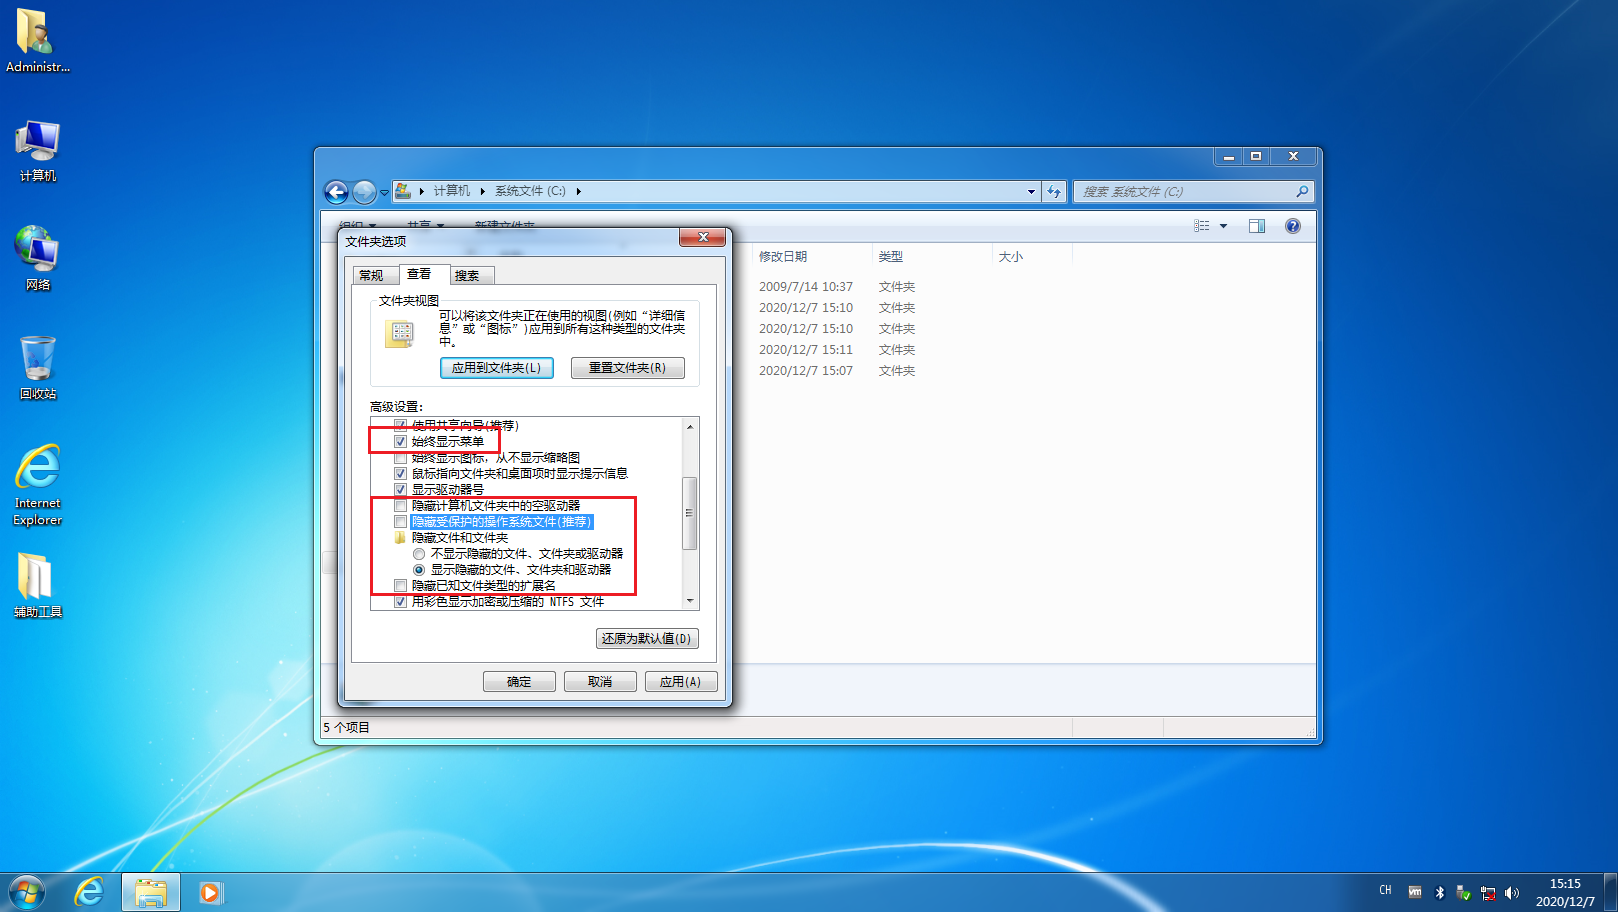 Administr...
计算机
网络
回收站
Internet
Explorer
辅助工具
计算机
系统文件 (C:)
搜索 系统文件 (C:)
组织
共享
新建文件夹
修改日期
类型
大小
2009/7/14 10:37
文件夹
2020/12/7 15:10
文件夹
2020/12/7 15:10
文件夹
2020/12/7 15:11
文件夹
2020/12/7 15:07
文件夹
5 个项目
文件夹选项
常规
查看
搜索
文件夹视图
可以将该文件夹正在使用的视图(例如“详细信
息”或“图标”)应用到所有这种类型的文件夹
中。
应用到文件夹(L)
重置文件夹(R)
高级设置:
使用共享向导(推荐)
始终显示菜单
始终显示图标，从不显示缩略图
鼠标指向文件夹和桌面项时显示提示信息
显示驱动器号
隐藏计算机文件夹中的空驱动器
隐藏受保护的操作系统文件(推荐)
隐藏文件和文件夹
不显示隐藏的文件、文件夹或驱动器
显示隐藏的文件、文件夹和驱动器
隐藏已知文件类型的扩展名
用彩色显示加密或压缩的 NTFS 文件
还原为默认值(D)
确定
取消
应用(A)
CH
vm
15:15
2020/12/7